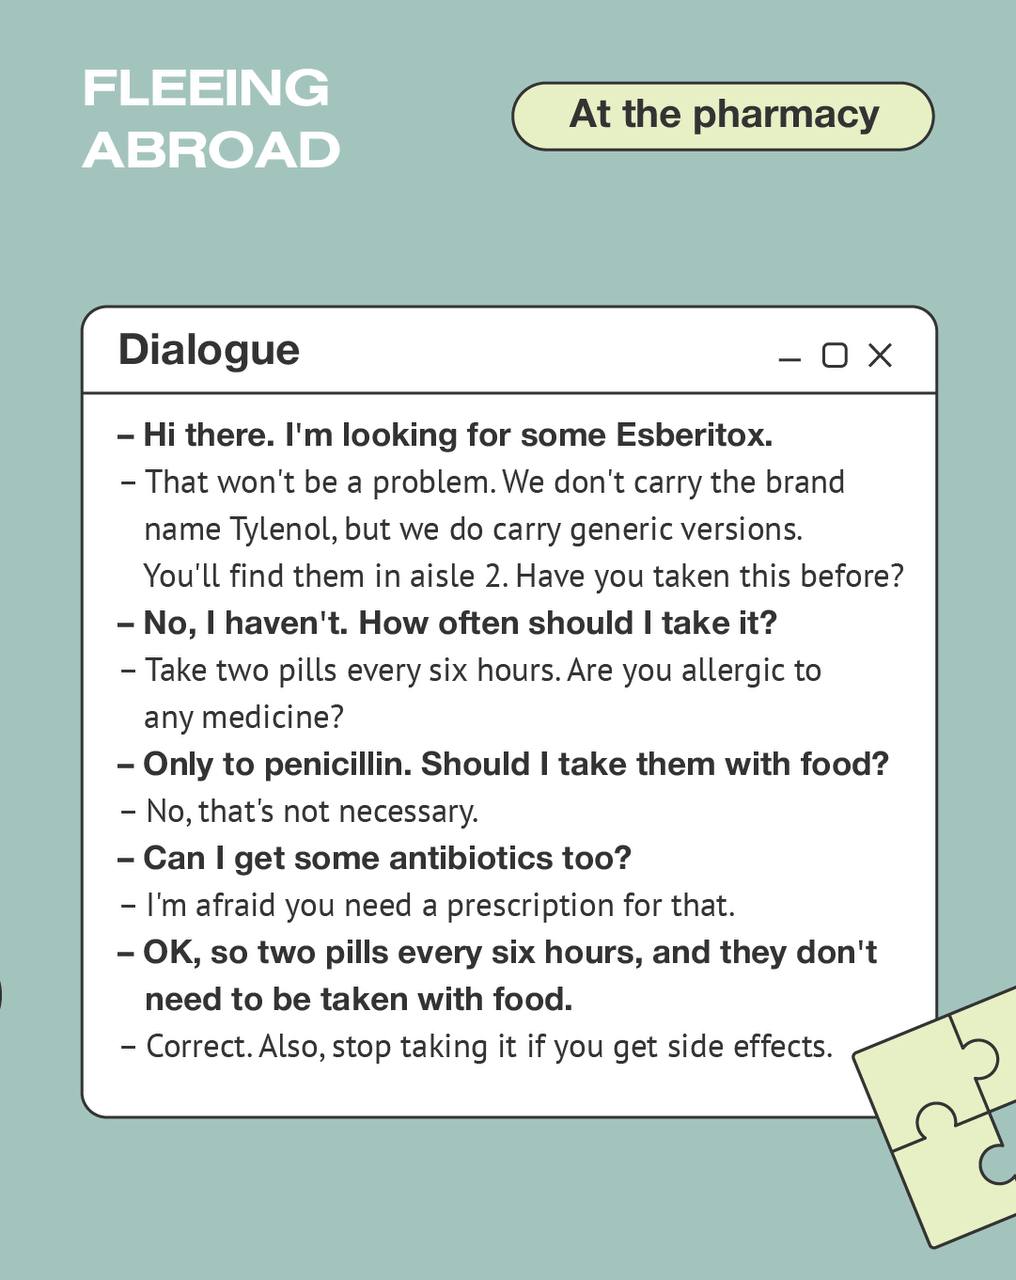 FLEEING
ABROAD
At the pharmacy
Dialogue
– Hi there. I'm looking for some Esberitox.
– That won't be a problem. We don't carry the brand
name Tylenol, but we do carry generic versions.
You'll find them in aisle 2. Have you taken this before?
– No, I haven't. How often should I take it?
– Take two pills every six hours. Are you allergic to
any medicine?
– Only to penicillin. Should I take them with food?
– No, that's not necessary.
– Can I get some antibiotics too?
– I'm afraid you need a prescription for that.
– OK, so two pills every six hours, and they don't
need to be taken with food.
– Correct. Also, stop taking it if you get side effects.